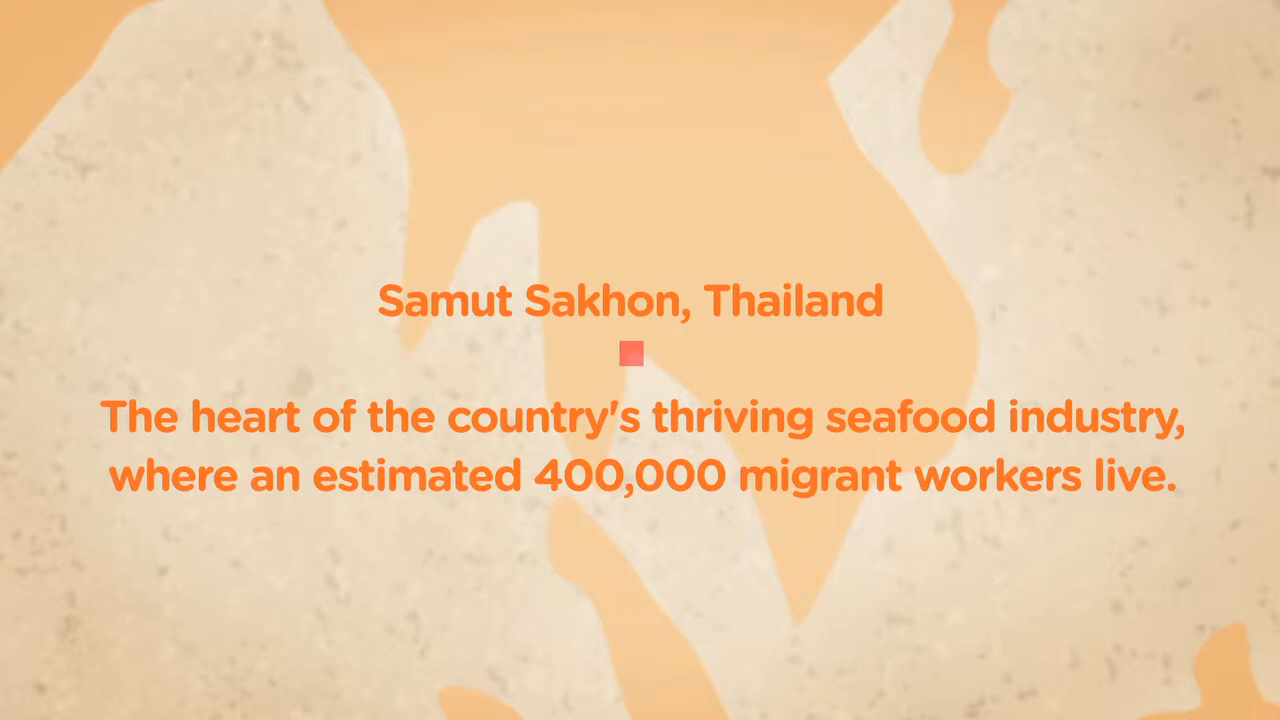 Samut Sakhon, Thailand
The heart of the country's thriving seafood industry,
where an estimated 400,000 migrant workers live.